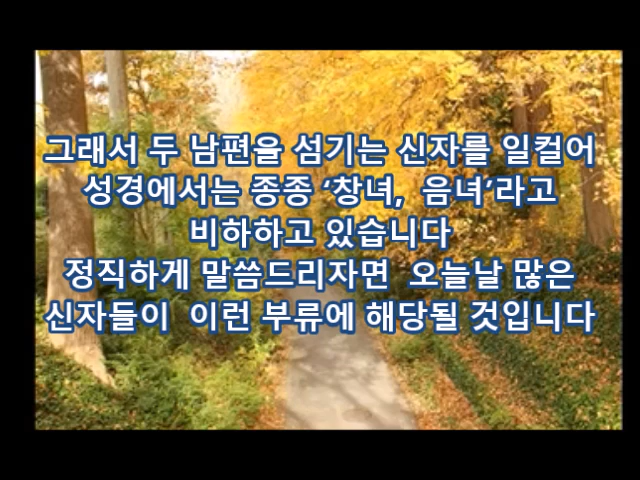 그래서 두 남편을 섬기는 신자를 일컬어
성경에서는 종종 ‘창녀, 음녀’라고
비하하고 있습니다
정직하게 말씀드리자면 오늘날 많은
신자들이 이런 부류에 해당될 것입니다